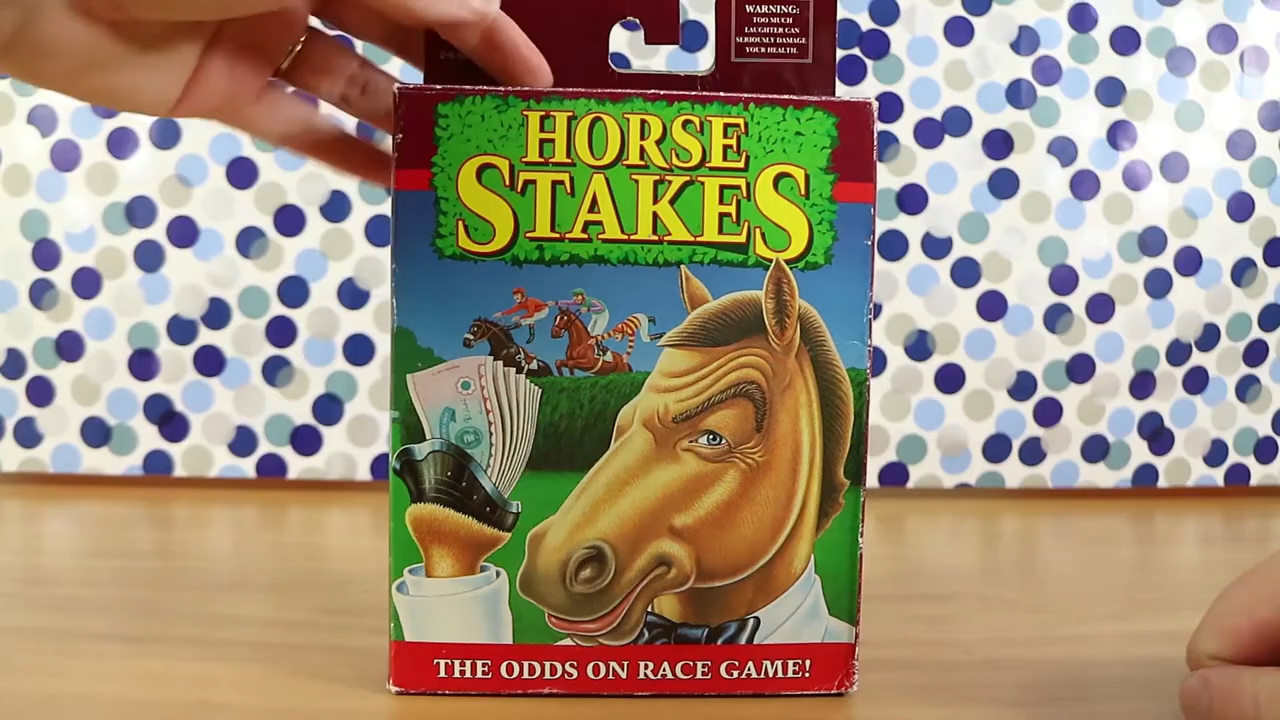 WARNING:
TOO MUCH
LAUGHTER CAN
SERIOUSLY DAMAGE
YOUR HEALTH.
HORSE
STAKES
THE ODDS ON RACE GAME!